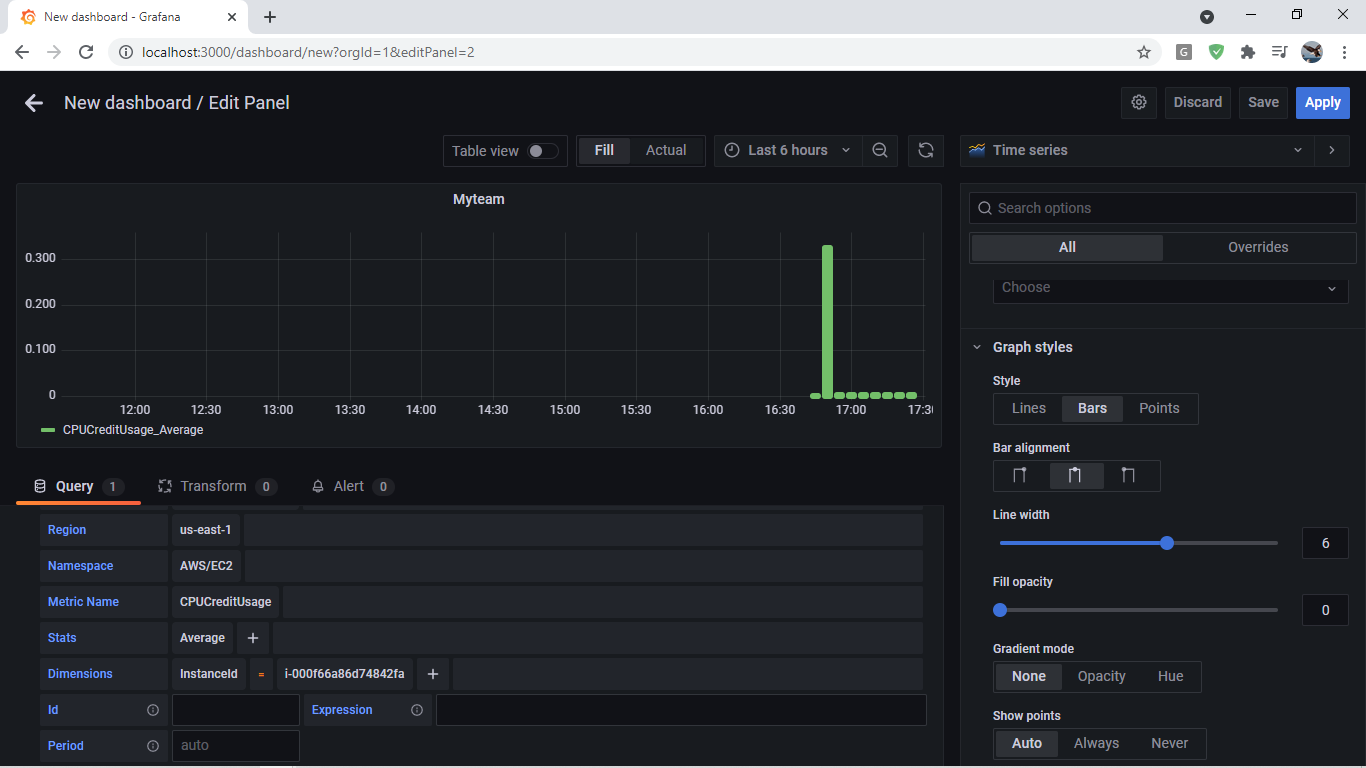 New dashboard - Grafana
localhost:3000/dashboard/new?orgId=1&editPanel=2
G
New dashboard / Edit Panel
Discard
Save
Apply
Table view
Fill
Actual
Last 6 hours
Time series
Myteam
0.300
0.200
0.100
0
12:00 12:30 13:00 13:30 14:00 14:30 15:00 15:30 16:00 16:30 17:00 17:3
CPUCreditUsage_Average
Search options
All
Overrides
Choose
Graph styles
Style
Lines Bars Points
Bar alignment
Line width
6
Fill opacity
0
Gradient mode
None Opacity Hue
Show points
Auto Always Never
Query 1
Transform 0
Alert 0
Region us-east-1
Namespace AWS/EC2
Metric Name CPUCreditUsage
Stats Average +
Dimensions InstanceId = i-000f66a86d74842fa +
Id Expression
Period auto